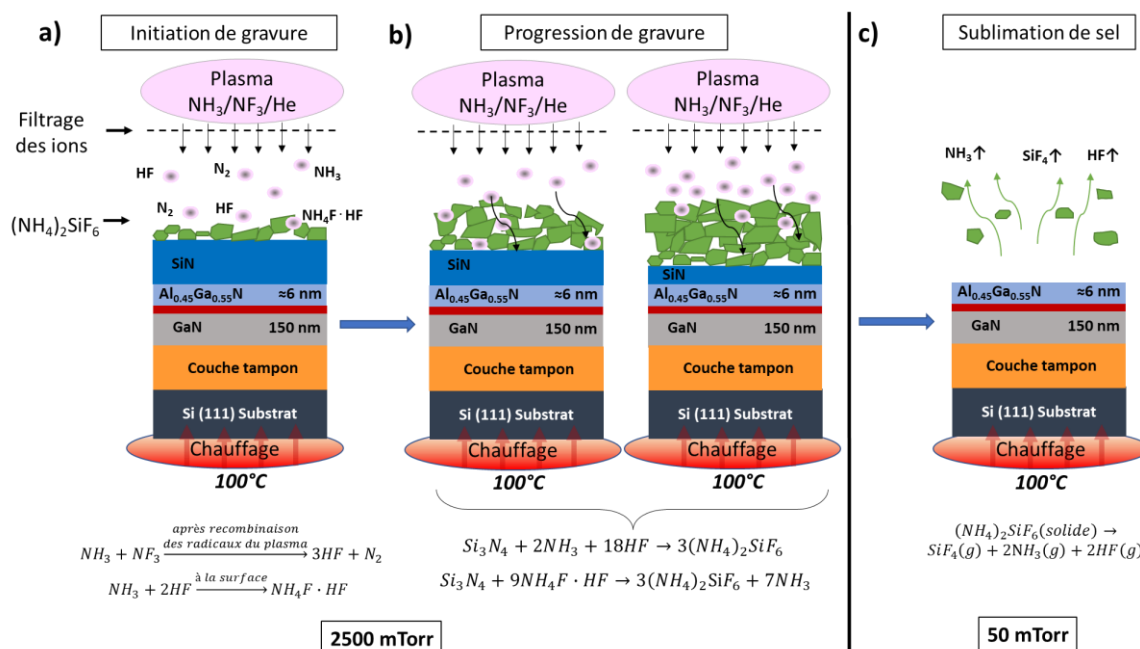 a)
Initiation de gravure
b)
Progression de gravure
c)
Sublimation de sel
Plasma
NH₃/NF₃/He
Plasma
NH₃/NF₃/He
Plasma
NH₃/NF₃/He
Filtrage
des ions
HF
N₂
NH₃
N₂
HF
NH₄F · HF
(NH₄)₂SiF₆
NH₃↑
SiF₄↑
HF↑
SiN
Al₀.₄₅Ga₀.₅₅N ≈6 nm
GaN 150 nm
Couche tampon
Si (111) Substrat
Chauffage
100°C
SiN
Al₀.₄₅Ga₀.₅₅N ≈6 nm
GaN 150 nm
Couche tampon
Si (111) Substrat
Chauffage
100°C
SiN
Al₀.₄₅Ga₀.₅₅N ≈6 nm
GaN 150 nm
Couche tampon
Si (111) Substrat
Chauffage
100°C
Al₀.₄₅Ga₀.₅₅N ≈6 nm
GaN 150 nm
Couche tampon
Si (111) Substrat
Chauffage
100°C
après recombinaison
des radicaux du plasma
NH₃ + NF₃ → 3HF + N₂
à la surface
NH₃ + 2HF → NH₄F · HF
Si₃N₄ + 2NH₃ + 18HF → 3(NH₄)₂SiF₆
Si₃N₄ + 9NH₄F · HF → 3(NH₄)₂SiF₆ + 7NH₃
(NH₄)₂SiF₆(solide) →
SiF₄(g) + 2NH₃(g) + 2HF(g)
2500 mTorr
50 mTorr